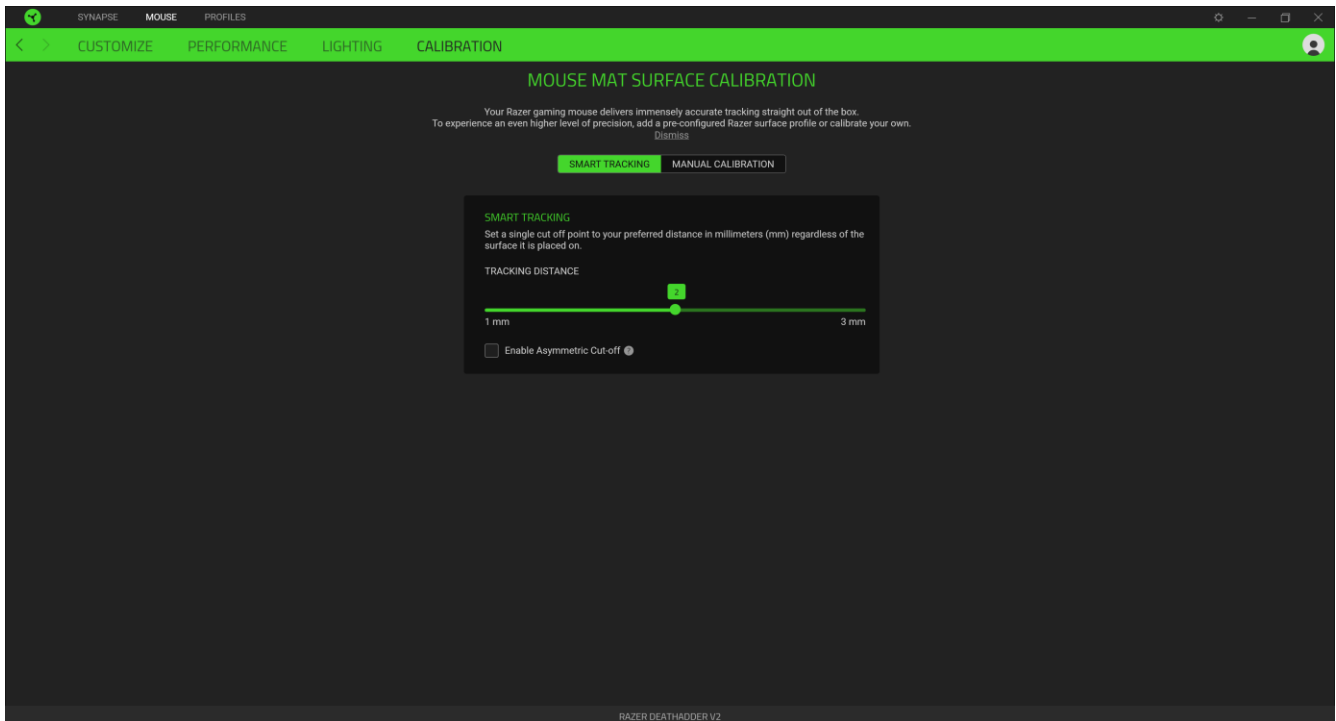 SYNAPSE MOUSE PROFILES
CUSTOMIZE PERFORMANCE LIGHTING CALIBRATION
MOUSE MAT SURFACE CALIBRATION
Your Razer gaming mouse delivers immensely accurate tracking straight out of the box.
To experience an even higher level of precision, add a pre-configured Razer surface profile or calibrate your own.
Dismiss
SMART TRACKING MANUAL CALIBRATION
SMART TRACKING
Set a single cut off point to your preferred distance in millimeters (mm) regardless of the
surface it is placed on.
TRACKING DISTANCE
2
1 mm 3 mm
Enable Asymmetric Cut-off ?
RAZER DEATHADDER V2